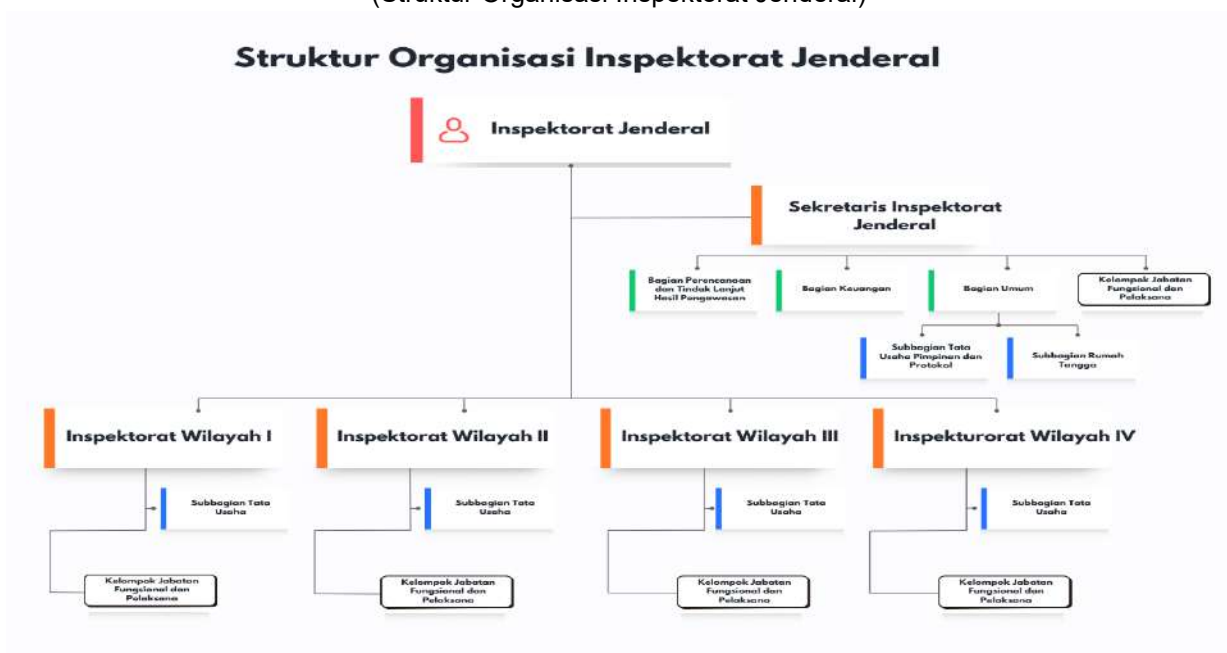 (Struktur Organisasi Inspektorat Jenderal)
Struktur Organisasi Inspektorat Jenderal
Inspektorat Jenderal
Sekretaris Inspektorat
Jenderal
Bagian Perencanaan
dan Tindak Lanjut
Hasil Pengawasan
Bagian Keuangan
Bagian Umum
Kelompok Jabatan
Fungsional dan
Pelaksana
Subbagian Tata
Usaha Pimpinan dan
Protokol
Subbagian Rumah
Tangga
Inspektorat Wilayah I
Inspektorat Wilayah II
Inspektorat Wilayah III
Inspekturorat Wilayah IV
Subbagian Tata
Usaha
Subbagian Tata
Usaha
Subbagian Tata
Usaha
Subbagian Tata
Usaha
Kelompok Jabatan
Fungsional dan
Pelaksana
Kelompok Jabatan
Fungsional dan
Pelaksana
Kelompok Jabatan
Fungsional dan
Pelaksana
Kelompok Jabatan
Fungsional dan
Pelaksana